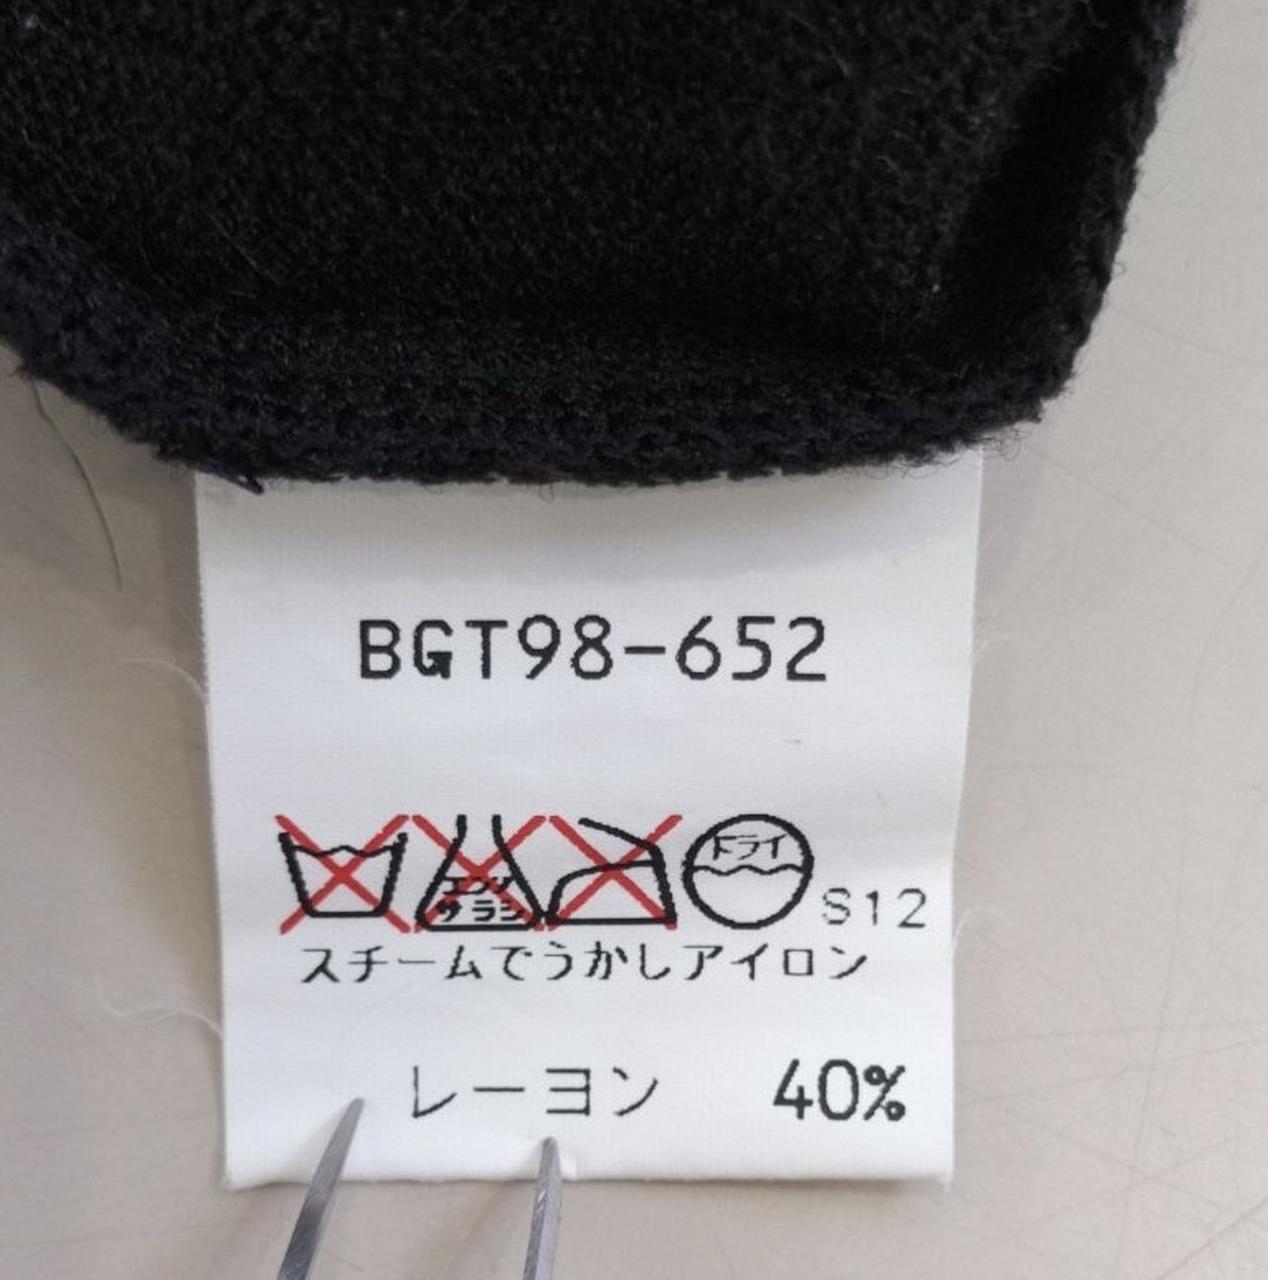 BGT98-652
エンソ
サラシ
ドライ
S12
スチームでうかしアイロン
レーヨン 40%